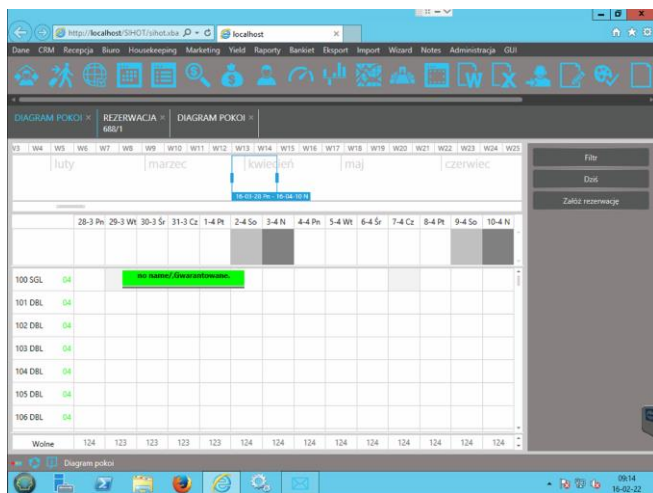 http://localhost/SIHOT/sihot.xba
localhost
Dane CRM Recepcja Biuro Housekeeping Marketing Yield Raporty Bankiet Eksport Import Wizard Notes Administracja GUI
DIAGRAM POKOI × REZERWACJA × DIAGRAM POKOI ×
688/1
V3 W4 W5 W6 W7 W8 W9 W10 W11 W12 W13 W14 W15 W16 W17 W18 W19 W20 W21 W22 W23 W24 W25
luty marzec kwiecień maj czerwiec
16-03-28 Pn - 16-04-10 N
Filtr
Dziś
Załóż rezerwację
28-3 Pn 29-3 Wt 30-3 Śr 31-3 Cz 1-4 Pt 2-4 So 3-4 N 4-4 Pn 5-4 Wt 6-4 Śr 7-4 Cz 8-4 Pt 9-4 So 10-4 N
100 SGL 04 no name/.Gwarantowane.
101 DBL 04
102 DBL 04
103 DBL 04
104 DBL 04
105 DBL 04
106 DBL 04
Wolne 124 123 123 123 123 124 124 124 124 124 124 124 124 124
Diagram pokoi
09:14
16-02-22